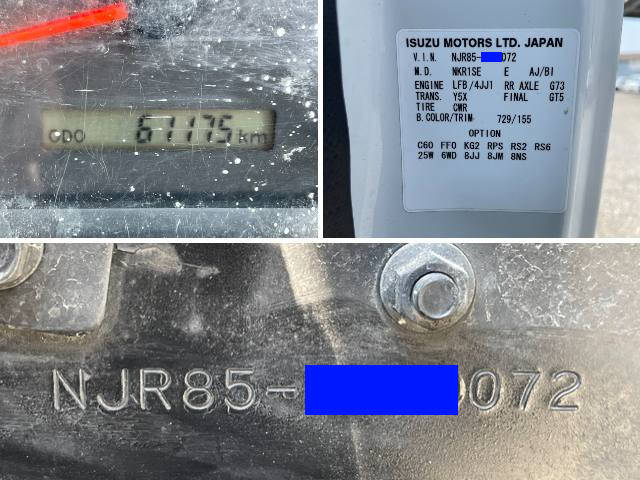 ODO 61175 km
ISUZU MOTORS LTD. JAPAN
V.I.N. NJR85- 072
M.D. NKR1SE E AJ/BI
ENGINE LFB/4JJ1 RR AXLE G73
TRANS. Y5X FINAL GT5
TIRE CWR
B.COLOR/TRIM 729/155
OPTION
C60 FF0 KG2 RPS RS2 RS6
25W 6WD 8JJ 8JM 8NS
NJR85- 0072